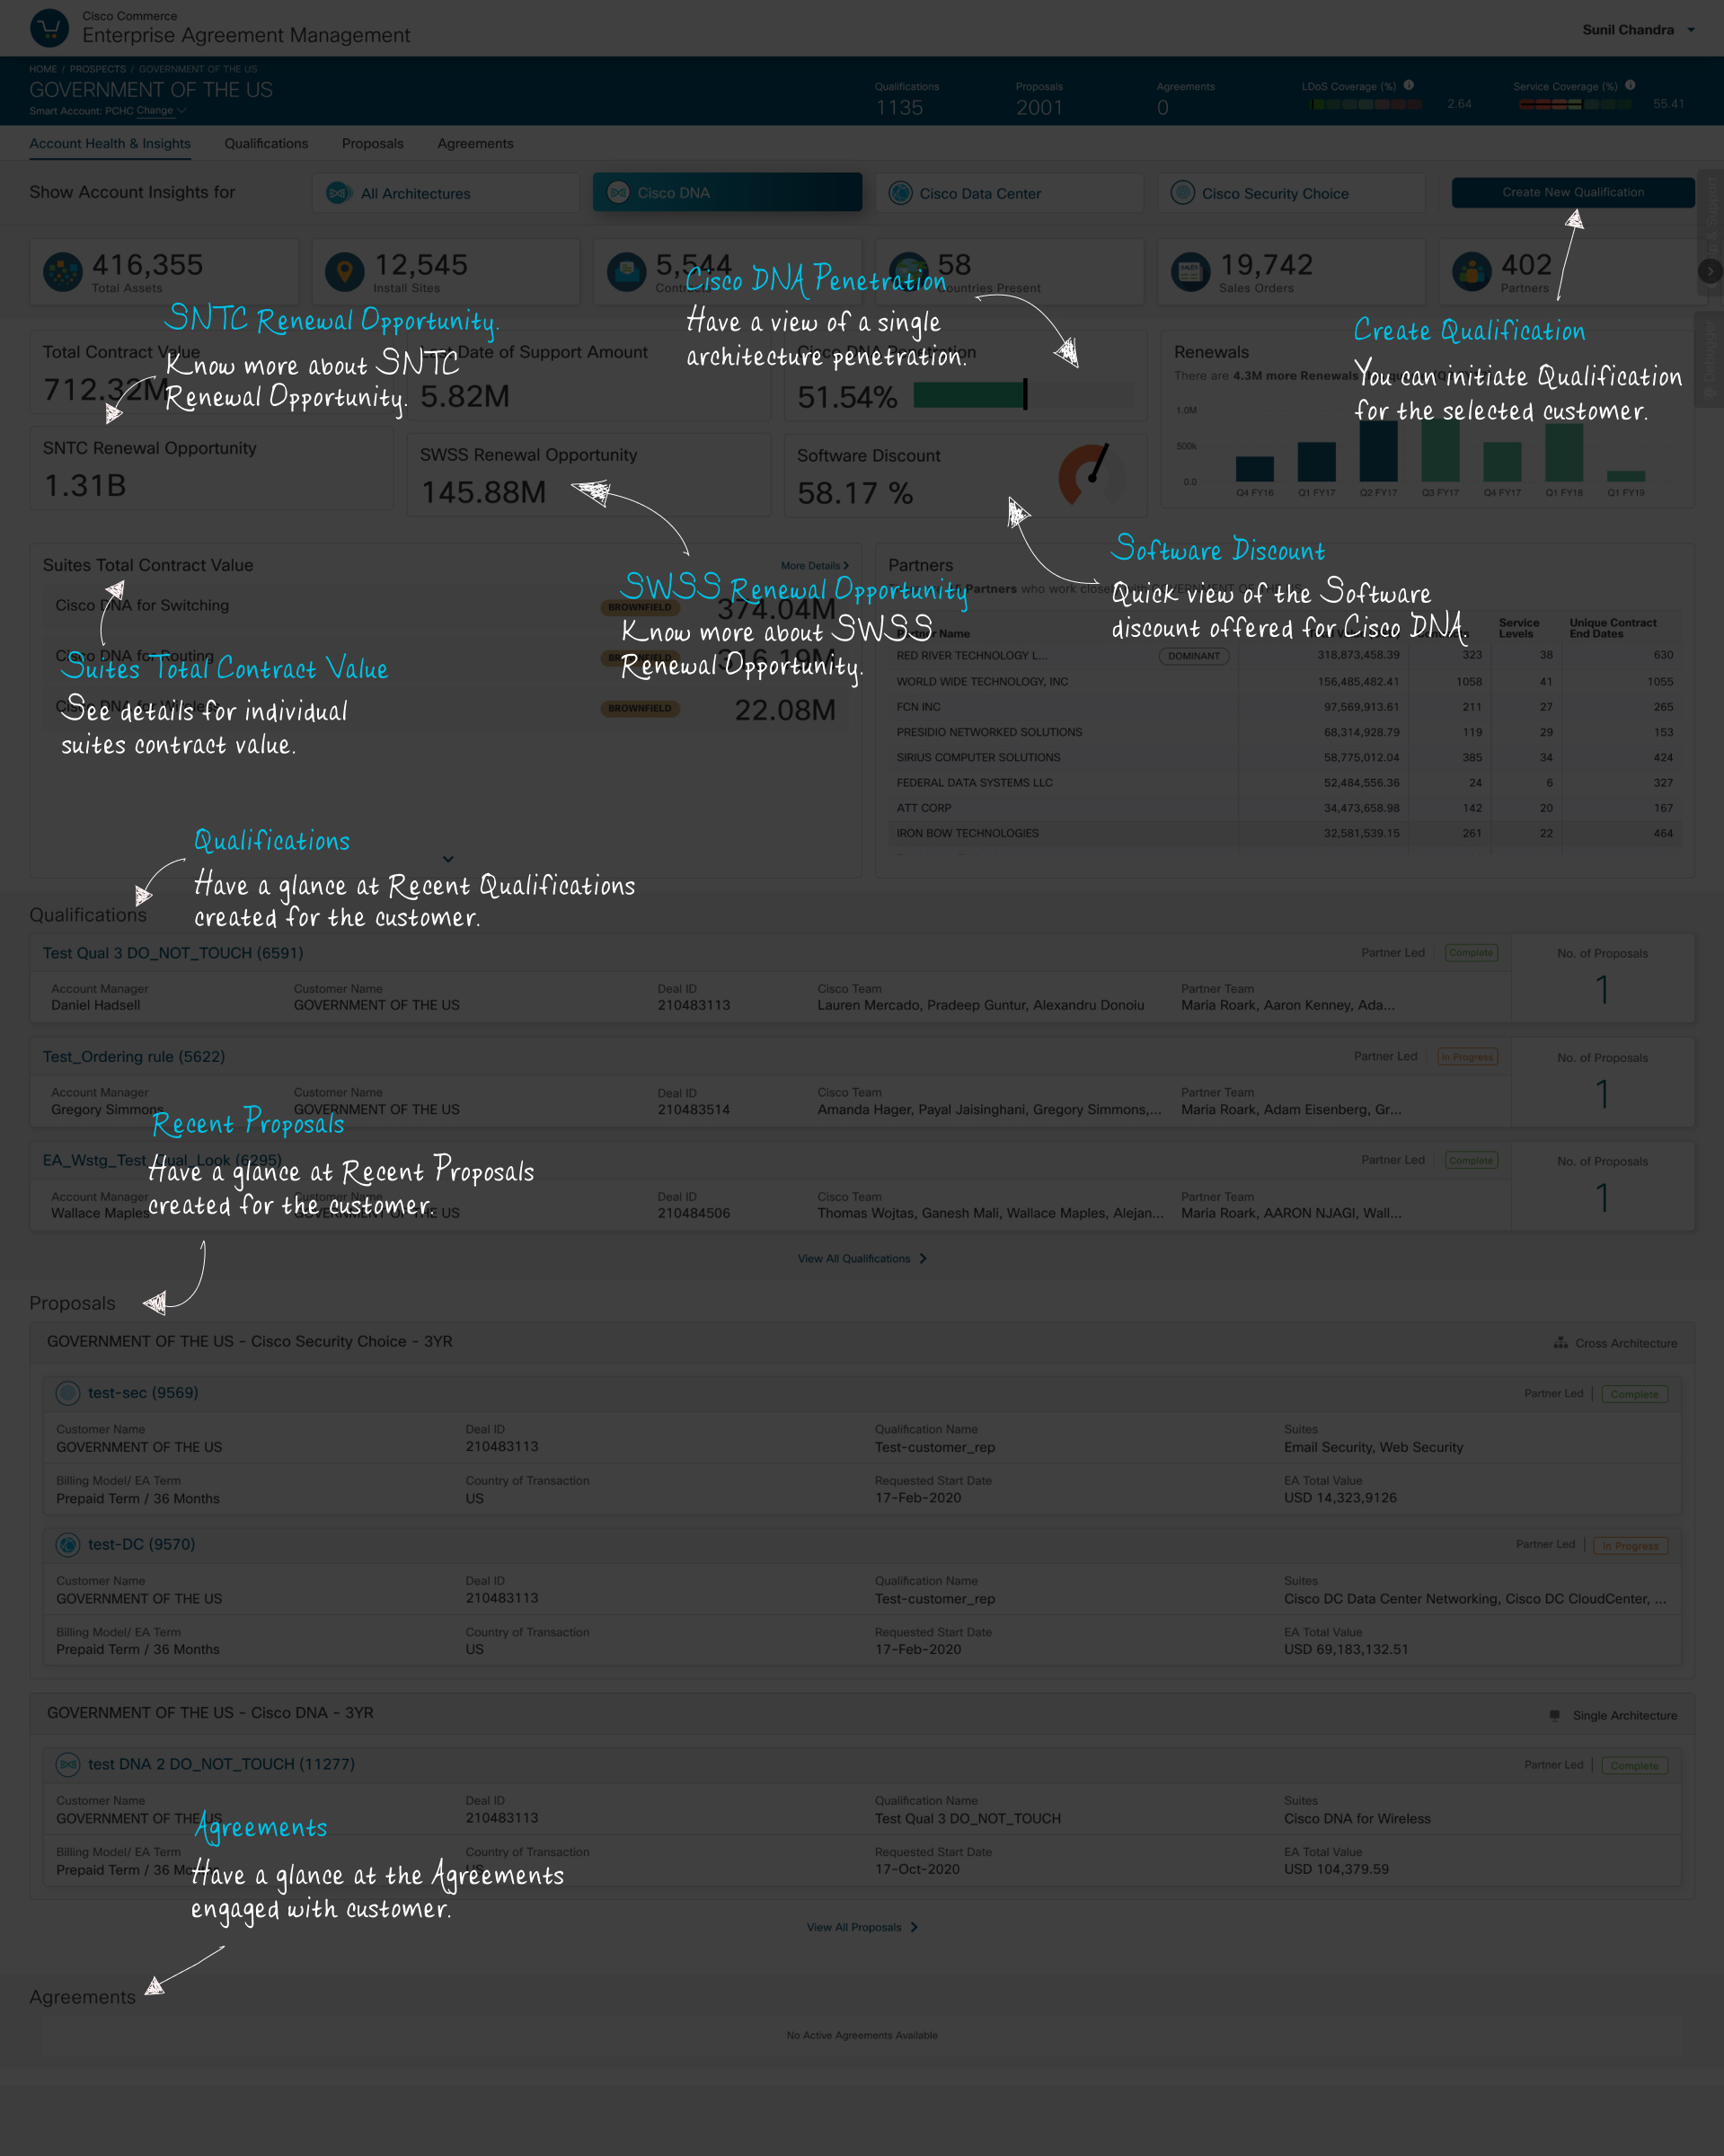 Cisco Commerce
Enterprise Agreement Management
Sunil Chandra
HOME / PROSPECTS / GOVERNMENT OF THE US
GOVERNMENT OF THE US
Smart Account: PCHC Change
Qualifications
1135
Proposals
2001
Agreements
0
LDoS Coverage (%)
2.64
Service Coverage (%)
55.41
Account Health & Insights
Qualifications
Proposals
Agreements
Show Account Insights for
All Architectures
Cisco DNA
Cisco Data Center
Cisco Security Choice
Create New Qualification
& Support
Debugger
416,355
Total Assets
12,545
Install Sites
5,544
58
Countries Present
19,742
Sales Orders
402
Partners
SNTC Renewal Opportunity.
Know more about SNTC
Renewal Opportunity.
Cisco DNA Penetration
Have a view of a single
architecture penetration.
Create Qualification
You can initiate Qualification
for the selected customer.
Total Contract Value
712.32M
Date of Support Amount
5.82M
51.54%
Renewals
There are 4.3M more Renewals
1.0M
500k
0.0
Q4 FY16
Q1 FY17
Q2 FY17
Q3 FY17
Q4 FY17
Q1 FY18
Q1 FY19
SNTC Renewal Opportunity
1.31B
SWSS Renewal Opportunity
145.88M
Software Discount
58.17 %
Software Discount
Quick view of the Software
discount offered for Cisco DNA.
SWSS Renewal Opportunity
Know more about SWSS
Renewal Opportunity.
Suites Total Contract Value
More Details
Cisco DNA for Switching
BROWNFIELD
374.04M
Cisco DNA for Routing
316.19M
BROWNFIELD
22.08M
Suites Total Contract Value
See details for individual
suites contract value.
Partners
Partners who work
Partner Name
Service Levels
Unique Contract End Dates
RED RIVER TECHNOLOGY L...
DOMINANT
318,873,458.39
323
38
630
WORLD WIDE TECHNOLOGY, INC
156,485,482.41
1058
41
1055
FCN INC
97,569,913.61
211
27
265
PRESIDIO NETWORKED SOLUTIONS
68,314,928.79
119
29
153
SIRIUS COMPUTER SOLUTIONS
58,775,012.04
385
34
424
FEDERAL DATA SYSTEMS LLC
52,484,556.36
24
6
327
ATT CORP
34,473,658.98
142
20
167
IRON BOW TECHNOLOGIES
32,581,539.15
261
22
464
Qualifications
Have a glance at Recent Qualifications
created for the customer.
Qualifications
Test Qual 3 DO_NOT_TOUCH (6591)
Partner Led
Complete
No. of Proposals
1
Account Manager
Daniel Hadsell
Customer Name
GOVERNMENT OF THE US
Deal ID
210483113
Cisco Team
Lauren Mercado, Pradeep Guntur, Alexandru Donoiu
Partner Team
Maria Roark, Aaron Kenney, Ada...
Test_Ordering rule (5622)
Partner Led
In Progress
No. of Proposals
1
Account Manager
Gregory Simmons
Customer Name
GOVERNMENT OF THE US
Deal ID
210483514
Cisco Team
Amanda Hager, Payal Jaisinghani, Gregory Simmons,...
Partner Team
Maria Roark, Adam Eisenberg, Gr...
Recent Proposals
Have a glance at Recent Proposals
created for the customer.
EA_Wstg_Test_Qual_Look (6295)
Partner Led
Complete
No. of Proposals
1
Account Manager
Wallace Maples
Customer Name
GOVERNMENT OF THE US
Deal ID
210484506
Cisco Team
Thomas Wojtas, Ganesh Mali, Wallace Maples, Alejan...
Partner Team
Maria Roark, AARON NJAGI, Wall...
View All Qualifications
Proposals
GOVERNMENT OF THE US - Cisco Security Choice - 3YR
Cross Architecture
test-sec (9569)
Partner Led
Complete
Customer Name
GOVERNMENT OF THE US
Deal ID
210483113
Qualification Name
Test-customer_rep
Suites
Email Security, Web Security
Billing Model/ EA Term
Prepaid Term / 36 Months
Country of Transaction
US
Requested Start Date
17-Feb-2020
EA Total Value
USD 14,323,9126
test-DC (9570)
Partner Led
In Progress
Customer Name
GOVERNMENT OF THE US
Deal ID
210483113
Qualification Name
Test-customer_rep
Suites
Cisco DC Data Center Networking, Cisco DC CloudCenter, ...
Billing Model/ EA Term
Prepaid Term / 36 Months
Country of Transaction
US
Requested Start Date
17-Feb-2020
EA Total Value
USD 69,183,132.51
GOVERNMENT OF THE US - Cisco DNA - 3YR
Single Architecture
test DNA 2 DO_NOT_TOUCH (11277)
Partner Led
Complete
Customer Name
GOVERNMENT OF THE US
Deal ID
210483113
Qualification Name
Test Qual 3 DO_NOT_TOUCH
Suites
Cisco DNA for Wireless
Billing Model/ EA Term
Prepaid Term / 36
Country of Transaction
US
Requested Start Date
17-Oct-2020
EA Total Value
USD 104,379.59
Agreements
Have a glance at the Agreements
engaged with customer.
View All Proposals
Agreements
No Active Agreements Available